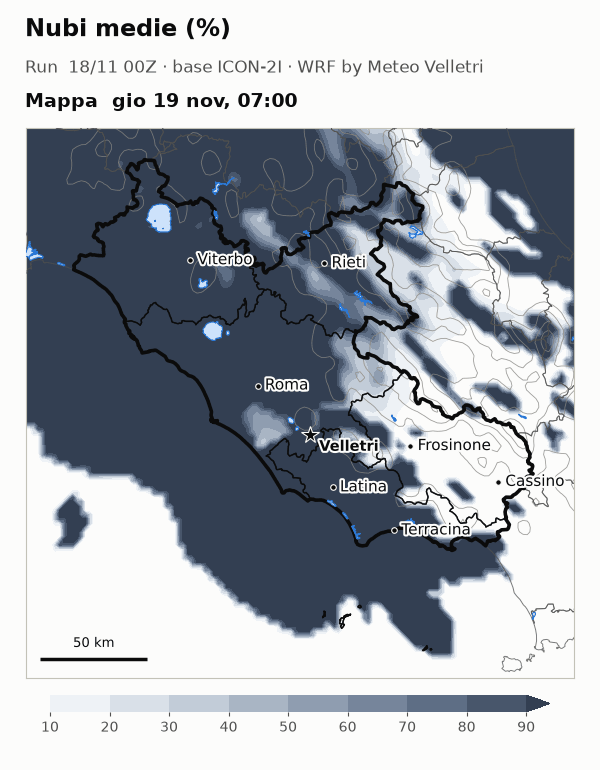 Nubi medie (%)
Run  18/11 00Z · base ICON-2I · WRF by Meteo Velletri
Mappa  gio 19 nov, 07:00
Viterbo
Rieti
Roma
Velletri
Frosinone
Cassino
Latina
Terracina
50 km
10 20 30 40 50 60 70 80 90